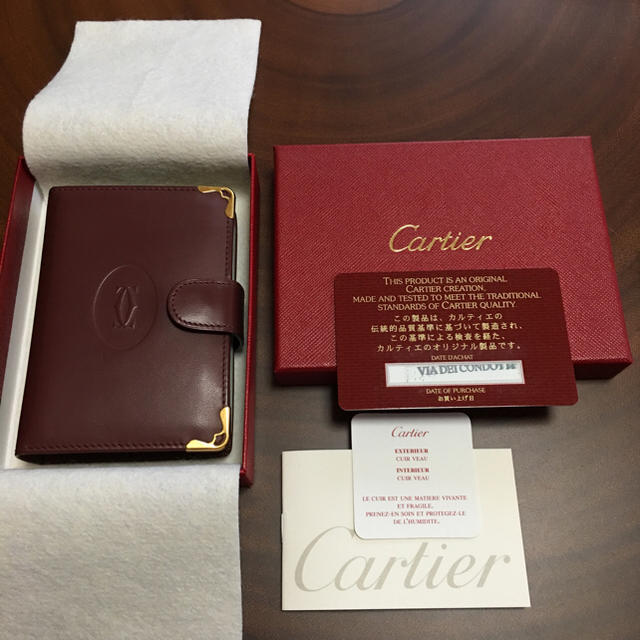 Cartier
THIS PRODUCT IS AN ORIGINAL
CARTIER CREATION,
MADE AND TESTED TO MEET THE TRADITIONAL
STANDARDS OF CARTIER QUALITY
この製品は、カルティエの
伝統的品質基準に基づいて製造され、
この基準による検査を経た、
カルティエのオリジナル製品です。
DATE D'ACHAT
VIA DEI CONDOTTI
DATE OF PURCHASE
お買い上げ日
Cartier
EXTERIEUR
CUIR VEAU
INTERIEUR
CUIR VEAU
LE CUIR EST UNE MATIERE VIVANTE
ET FRAGILE.
PRENEZ-EN SOIN ET PROTEGEZ-LE
DE L'HUMIDITE.
Cartier